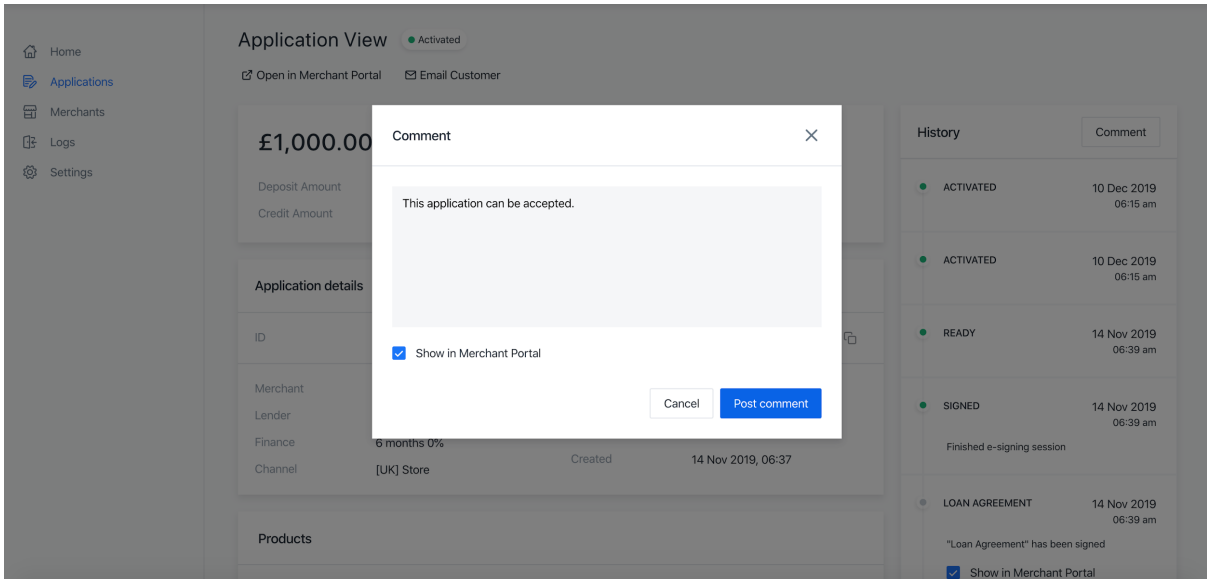 Home
Applications
Merchants
Logs
Settings
Application View
Activated
Open in Merchant Portal
Email Customer
£1,000.00
Deposit Amount
Credit Amount
Application details
ID
Merchant
Lender
Finance
6 months 0%
Channel
[UK] Store
Created
14 Nov 2019, 06:37
Products
Comment
This application can be accepted.
Show in Merchant Portal
Cancel
Post comment
History
Comment
ACTIVATED
10 Dec 2019
06:15 am
ACTIVATED
10 Dec 2019
06:15 am
READY
14 Nov 2019
06:39 am
SIGNED
14 Nov 2019
06:39 am
Finished e-signing session
LOAN AGREEMENT
14 Nov 2019
06:39 am
"Loan Agreement" has been signed
Show in Merchant Portal